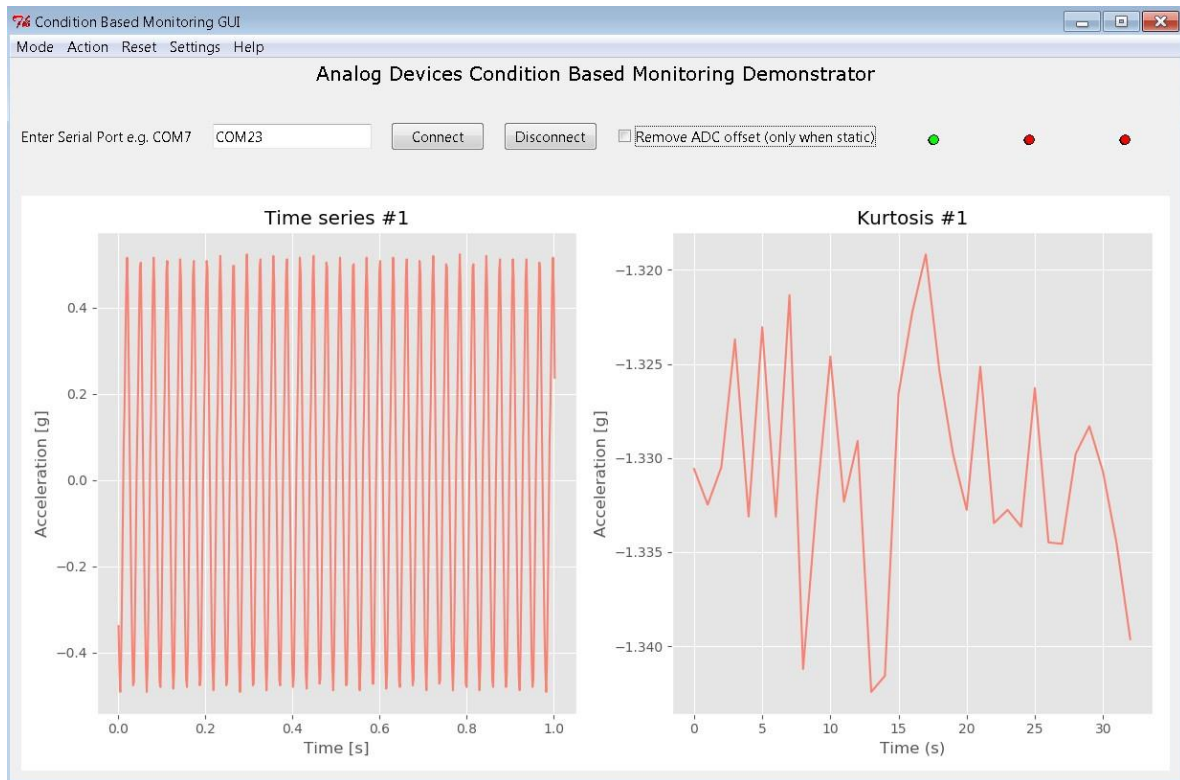 Condition Based Monitoring GUI
Mode Action Reset Settings Help
Analog Devices Condition Based Monitoring Demonstrator
Enter Serial Port e.g. COM7 COM23 Connect Disconnect Remove ADC offset (only when static)
Time series #1
Acceleration [g]
0.4
0.2
0.0
−0.2
−0.4
0.0 0.2 0.4 0.6 0.8 1.0
Time [s]
Kurtosis #1
Acceleration [g]
−1.320
−1.325
−1.330
−1.335
−1.340
0 5 10 15 20 25 30
Time (s)